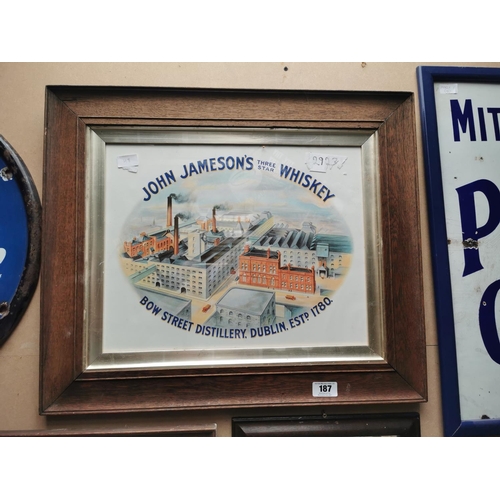 JOHN JAMESON'S THREE STAR WHISKEY
BOW STREET DISTILLERY, DUBLIN. ESTD 1780.
187
MIT
P